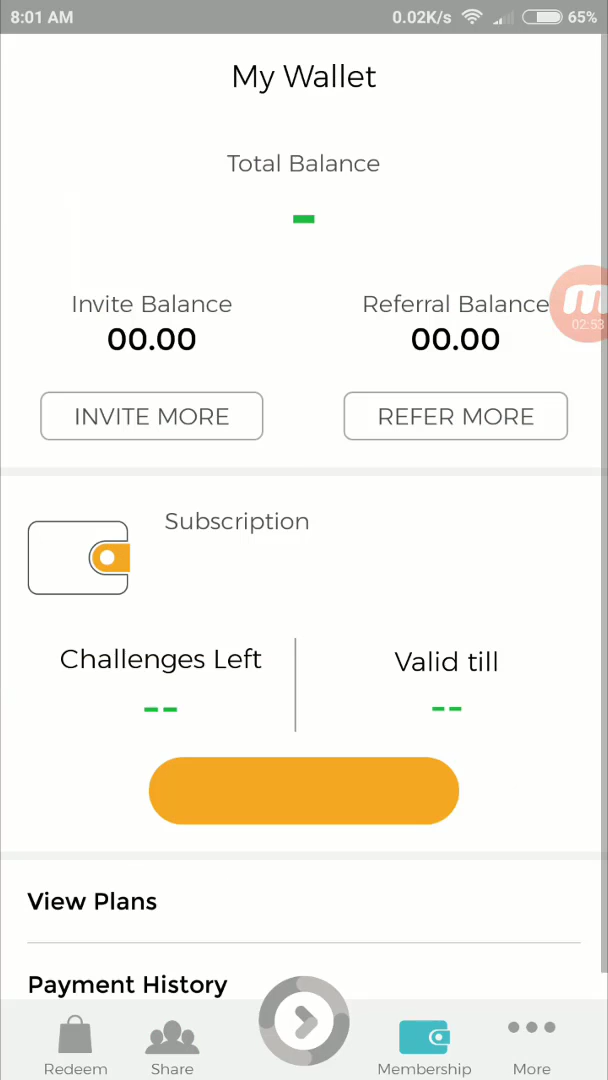 8:01 AM 0.02K/s 65%
My Wallet
Total Balance
-
Invite Balance Referral Balance
00.00 00.00
m
02:53
INVITE MORE REFER MORE
Subscription
Challenges Left Valid till
-- --
View Plans
Payment History
Redeem Share Membership More